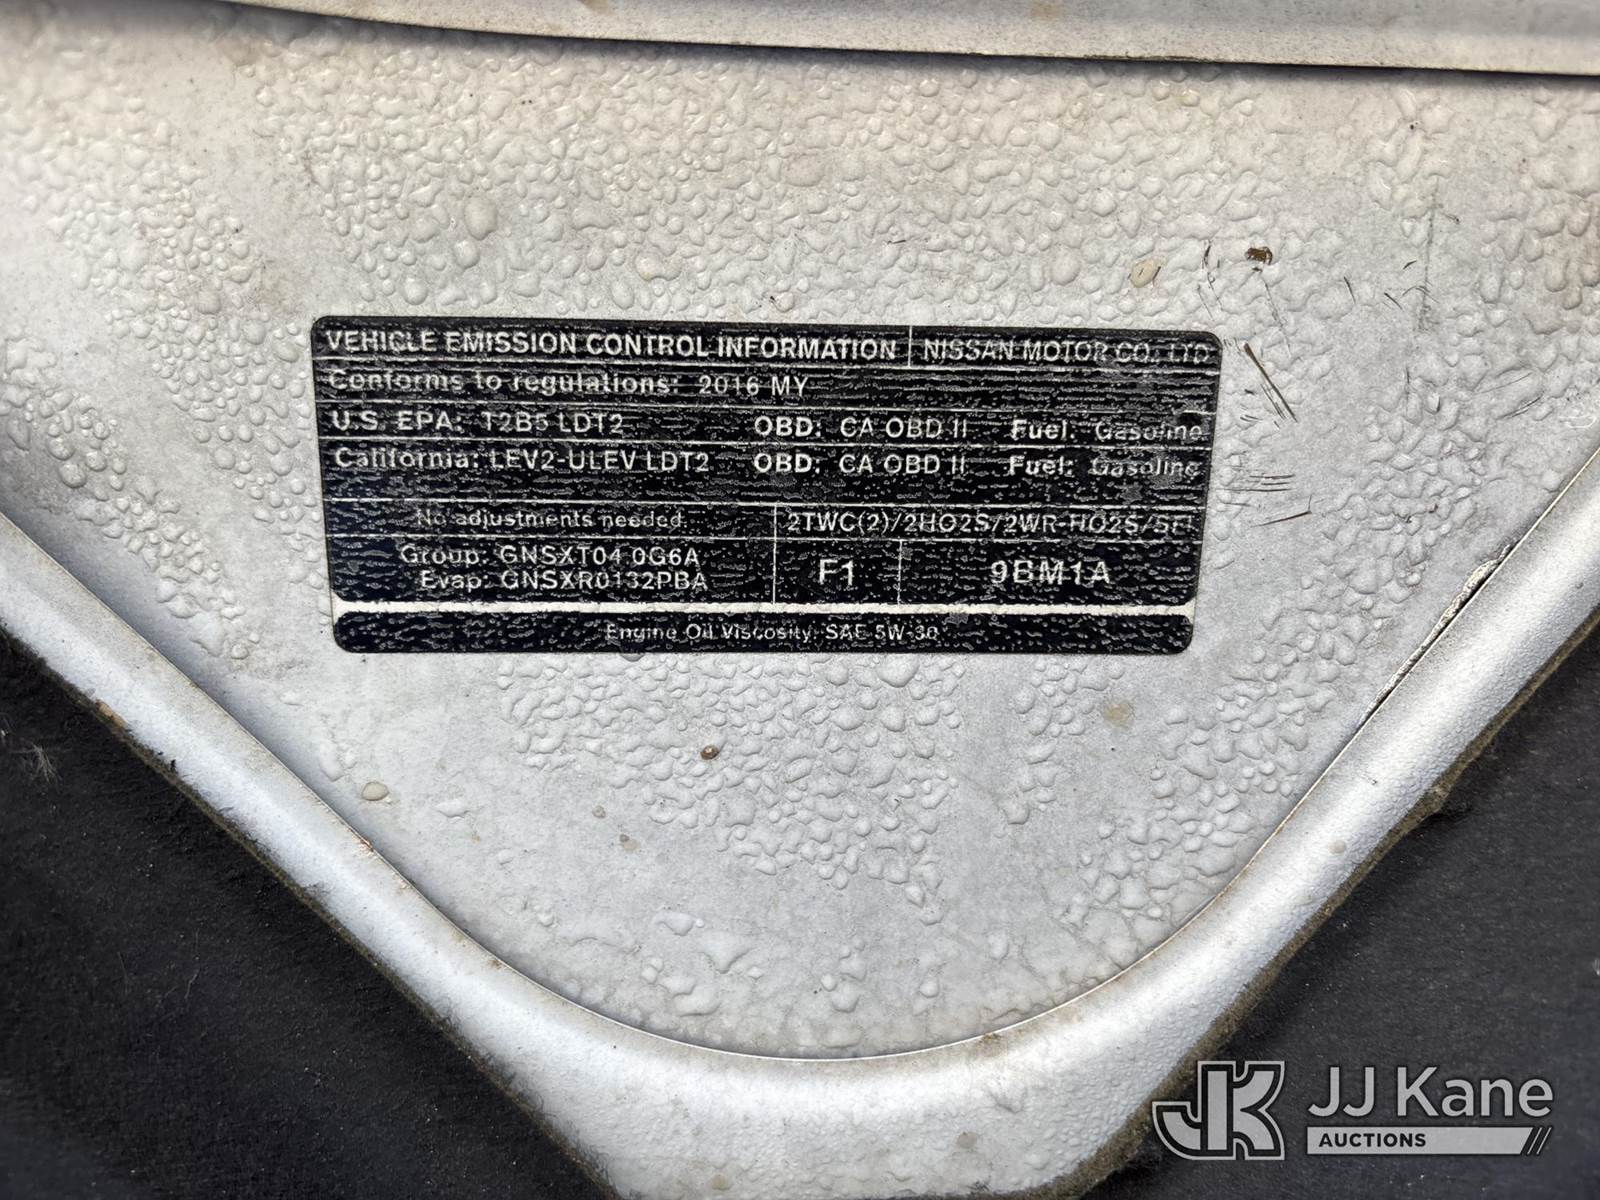 VEHICLE EMISSION CONTROL INFORMATION NISSAN MOTOR CO., LTD
Conforms to regulations: 2016 MY
U.S. EPA: T2B5 LDT2 OBD: CA OBD II Fuel: Gasoline
California: LEV2-ULEV LDT2 OBD: CA OBD II Fuel: Gasoline
No adjustments needed. 2TWC(2)/2HO2S/2WR-HO2S/SFI
Group: GNSXT04.0G6A
Evap: GNSXR0132PBA
F1 9BM1A
Engine Oil Viscosity: SAE 5W-30
JK JJ Kane
AUCTIONS